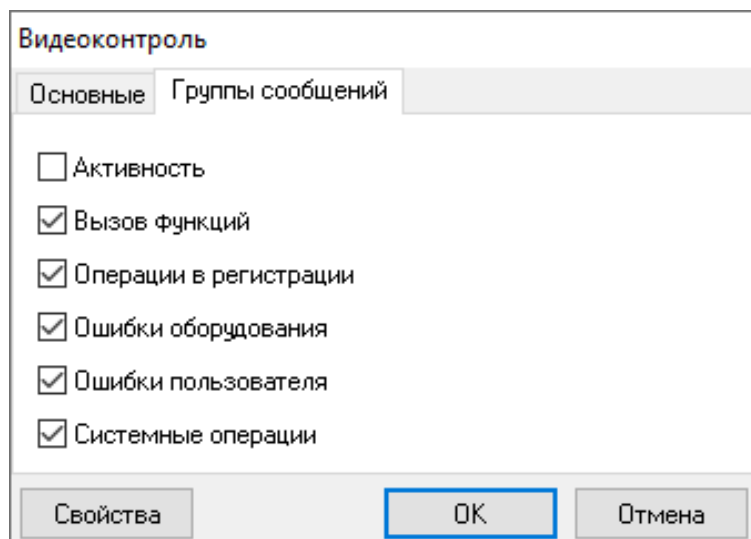 Видеоконтроль
Основные Группы сообщений
Активность
Вызов функций
Операции в регистрации
Ошибки оборудования
Ошибки пользователя
Системные операции
Свойства OK Отмена